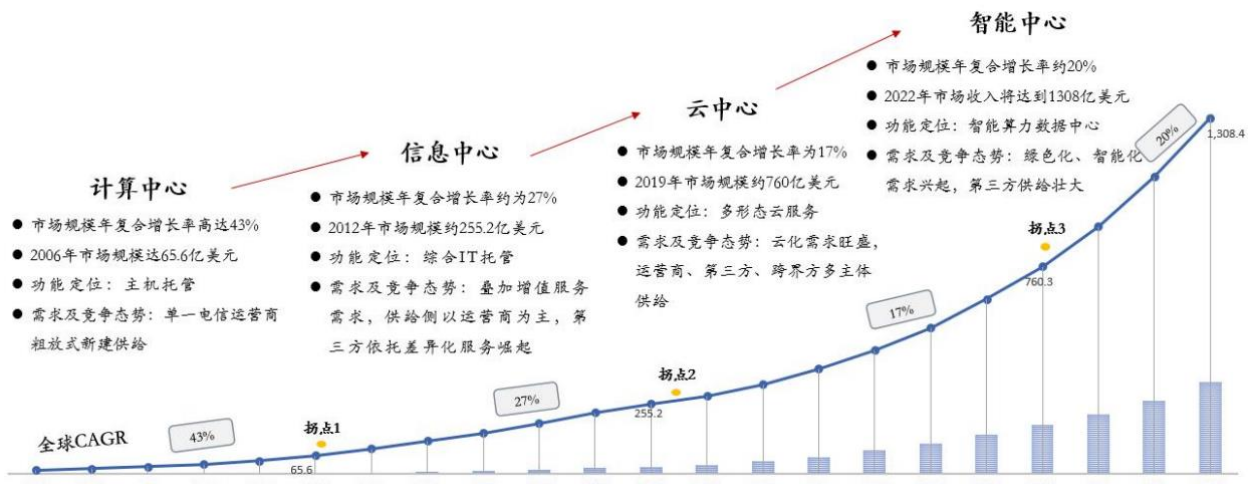 计算中心
● 市场规模年复合增长率高达43%
● 2006年市场规模达65.6亿美元
● 功能定位：主机托管
● 需求及竞争态势：单一电信运营商
粗放式新建供给
信息中心
● 市场规模年复合增长率约为27%
● 2012年市场规模约255.2亿美元
● 功能定位：综合IT托管
● 需求及竞争态势：叠加增值服务
需求，供给侧以运营商为主，第
三方依托差异化服务崛起
云中心
● 市场规模年复合增长率为17%
● 2019年市场规模约760亿美元
● 功能定位：多形态云服务
● 需求及竞争态势：云化需求旺盛，
运营商、第三方、跨界方多主体
供给
智能中心
● 市场规模年复合增长率约20%
● 2022年市场收入将达到1308亿美元
● 功能定位：智能算力数据中心
● 需求及竞争态势：绿色化、智能化
需求兴起，第三方供给壮大
全球CAGR
43%
拐点1
65.6
27%
拐点2
255.2
17%
拐点3
760.3
20%
1,308.4